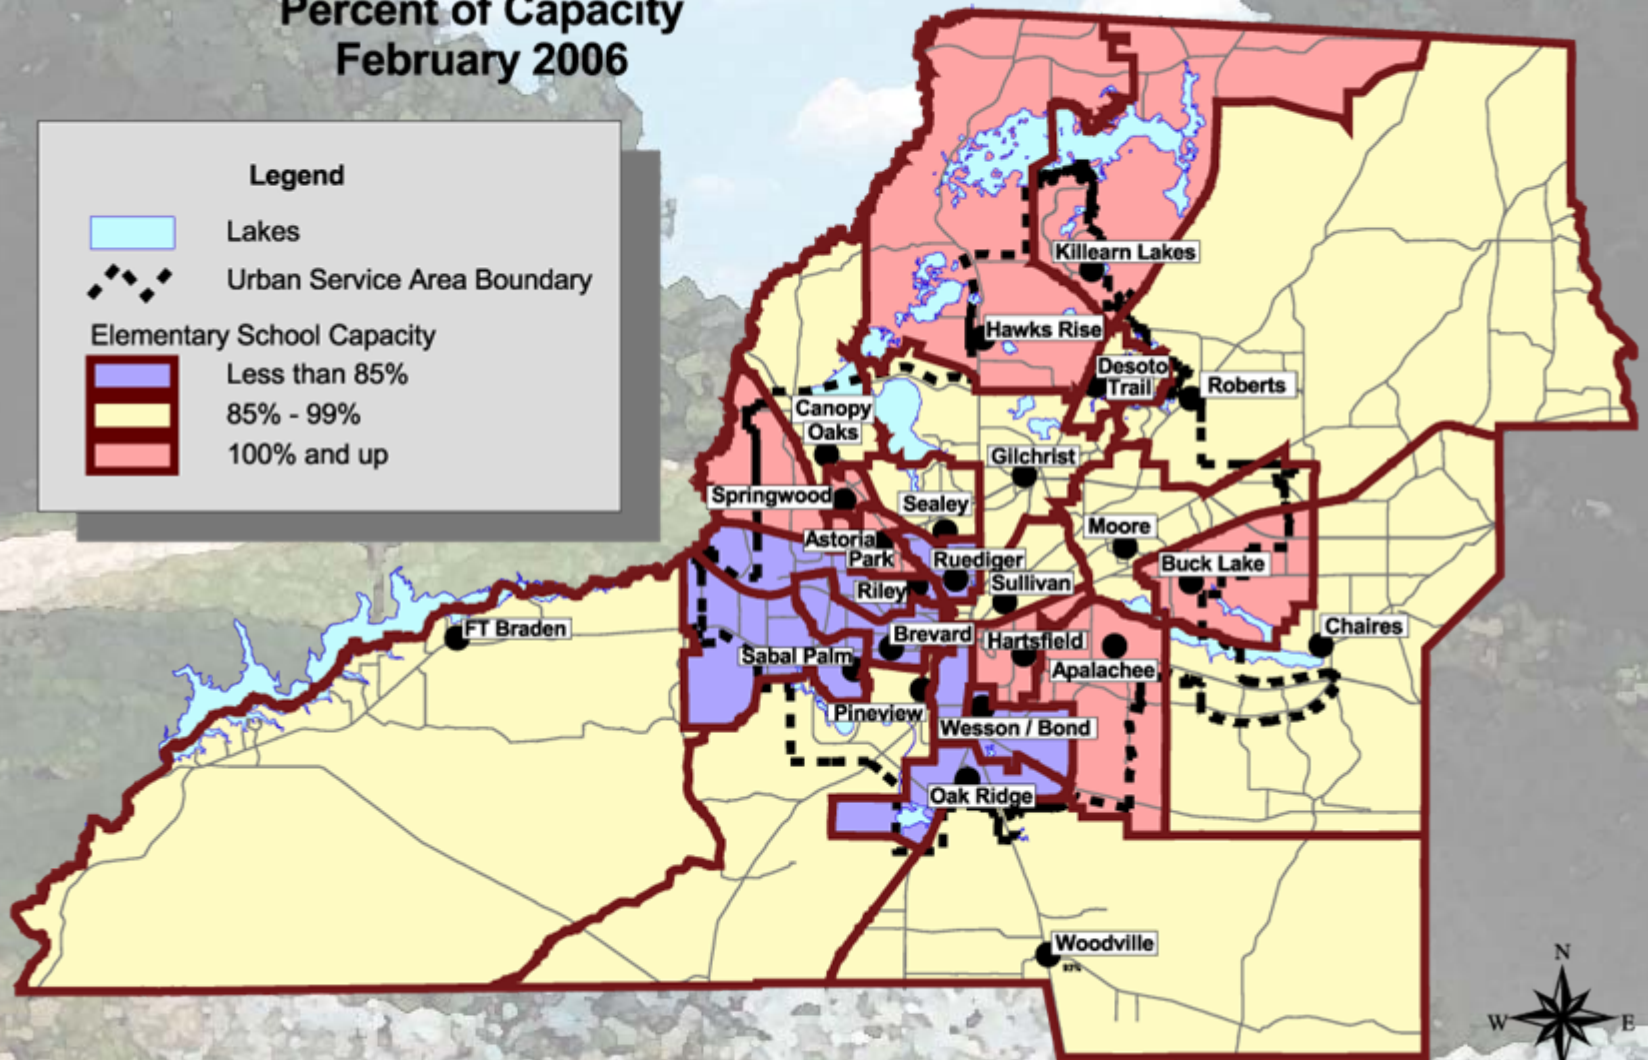 Percent of Capacity
February 2006
Legend
Lakes
Urban Service Area Boundary
Elementary School Capacity
Less than 85%
85% - 99%
100% and up
Killearn Lakes
Hawks Rise
Desoto
Trail
Roberts
Canopy
Oaks
Gilchrist
Springwood
Sealey
Moore
Astoria
Park
Ruediger
Buck Lake
Riley
Sullivan
FT Braden
Brevard
Hartsfield
Chaires
Sabal Palm
Apalachee
Pineview
Wesson / Bond
Oak Ridge
Woodville
93%
N
W
E